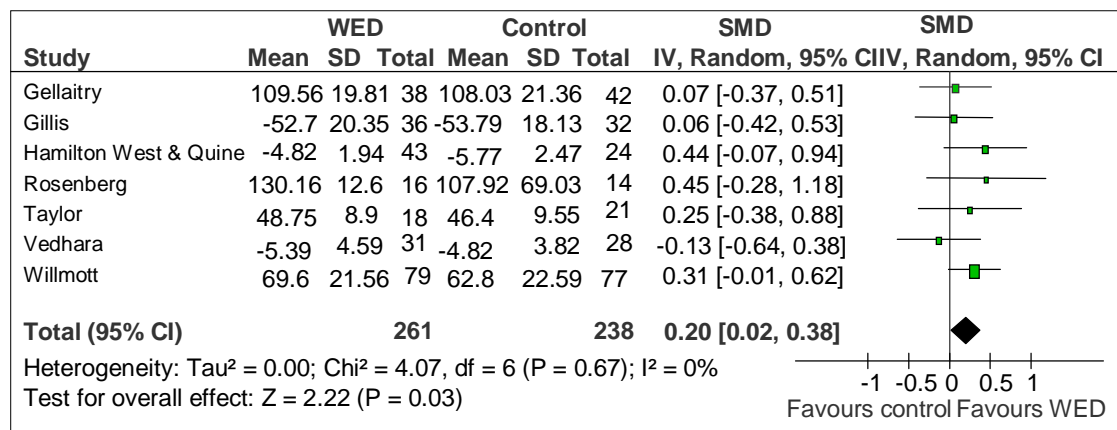 WED Control SMD SMD
Study Mean SD Total Mean SD Total IV, Random, 95% CI IV, Random, 95% CI
Gellaitry 109.56 19.81 38 108.03 21.36 42 0.07 [-0.37, 0.51]
Gillis -52.7 20.35 36 -53.79 18.13 32 0.06 [-0.42, 0.53]
Hamilton West & Quine -4.82 1.94 43 -5.77 2.47 24 0.44 [-0.07, 0.94]
Rosenberg 130.16 12.6 16 107.92 69.03 14 0.45 [-0.28, 1.18]
Taylor 48.75 8.9 18 46.4 9.55 21 0.25 [-0.38, 0.88]
Vedhara -5.39 4.59 31 -4.82 3.82 28 -0.13 [-0.64, 0.38]
Willmott 69.6 21.56 79 62.8 22.59 77 0.31 [-0.01, 0.62]
Total (95% CI) 261 238 0.20 [0.02, 0.38]
Heterogeneity: Tau² = 0.00; Chi² = 4.07, df = 6 (P = 0.67); I² = 0%
Test for overall effect: Z = 2.22 (P = 0.03)
-1 -0.5 0 0.5 1
Favours control Favours WED